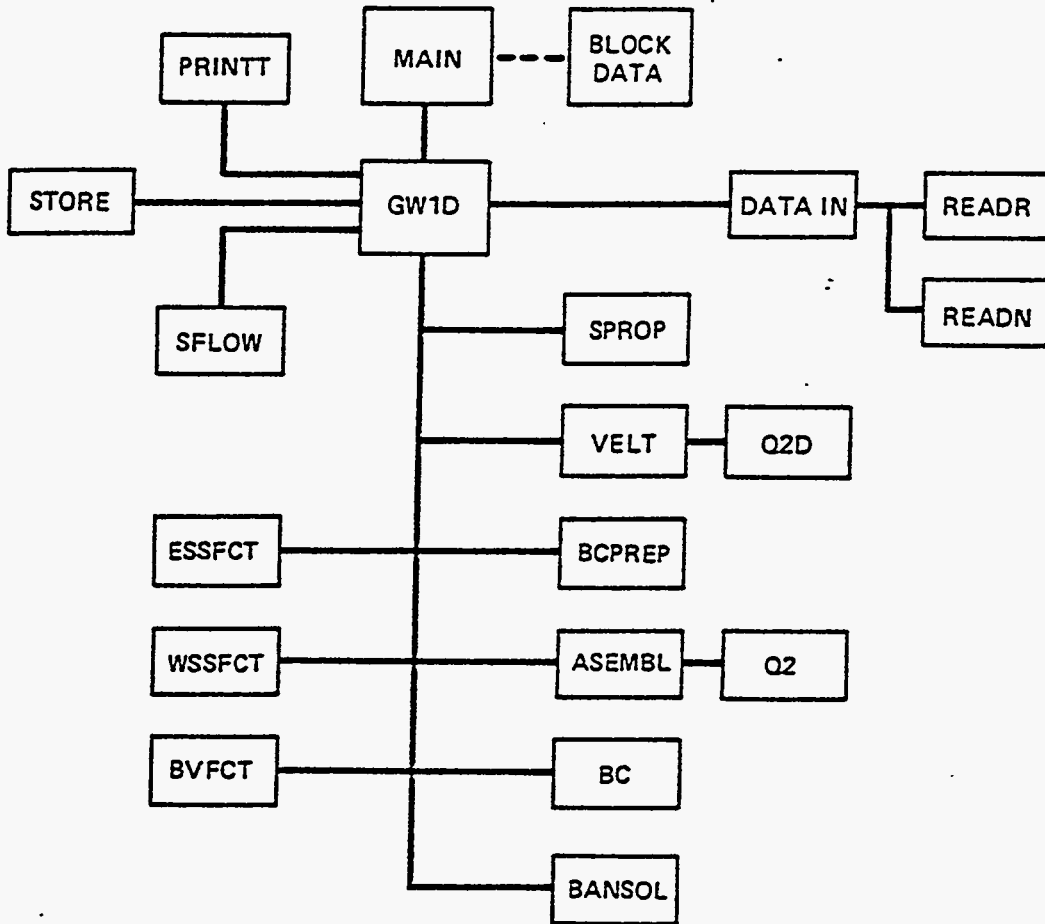 PRINTT
MAIN
BLOCK
DATA
STORE
GW1D
DATA IN
READR
SFLOW
SPROP
READN
VELT
Q2D
ESSFCT
BCPREP
WSSFCT
ASEMBL
Q2
BVFCT
BC
BANSOL